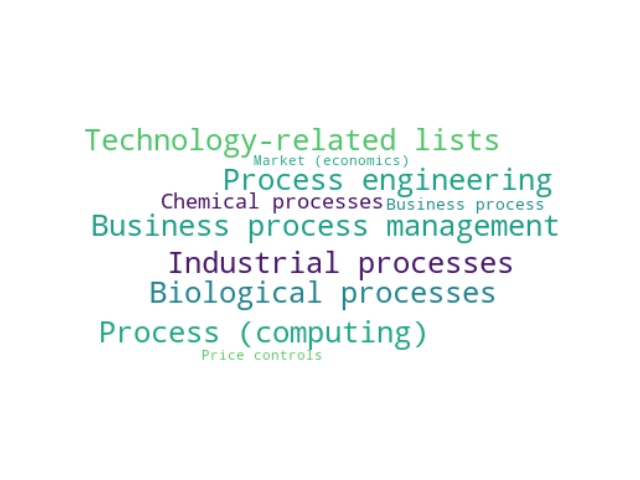 Technology-related lists
Market (economics)
Process engineering
Chemical processes
Business process
Business process management
Industrial processes
Biological processes
Process (computing)
Price controls